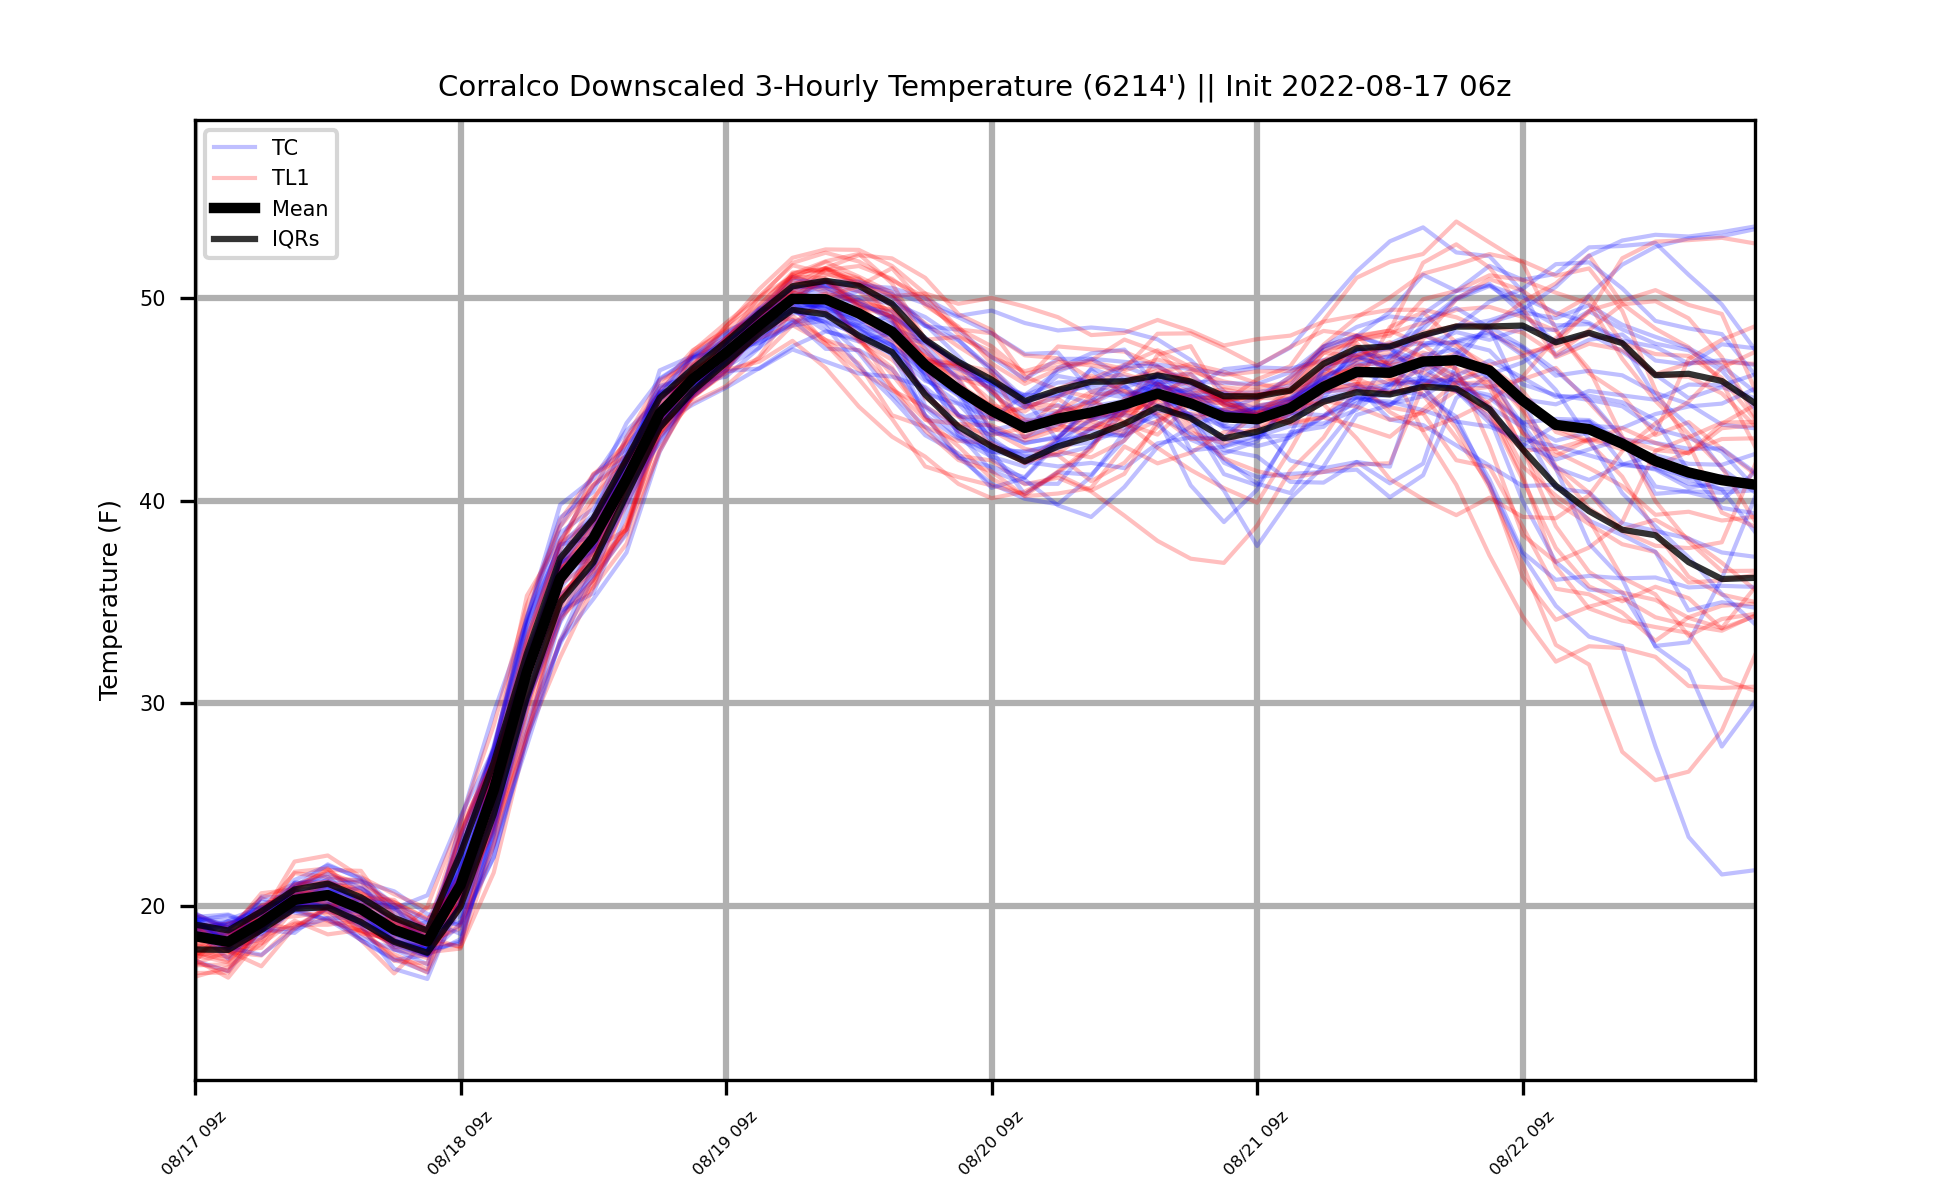 Corralco Downscaled 3-Hourly Temperature (6214') || Init 2022-08-17 06z
TC
TL1
Mean
IQRs
Temperature (F)
50
40
30
20
08/17 09z
08/18 09z
08/19 09z
08/20 09z
08/21 09z
08/22 09z